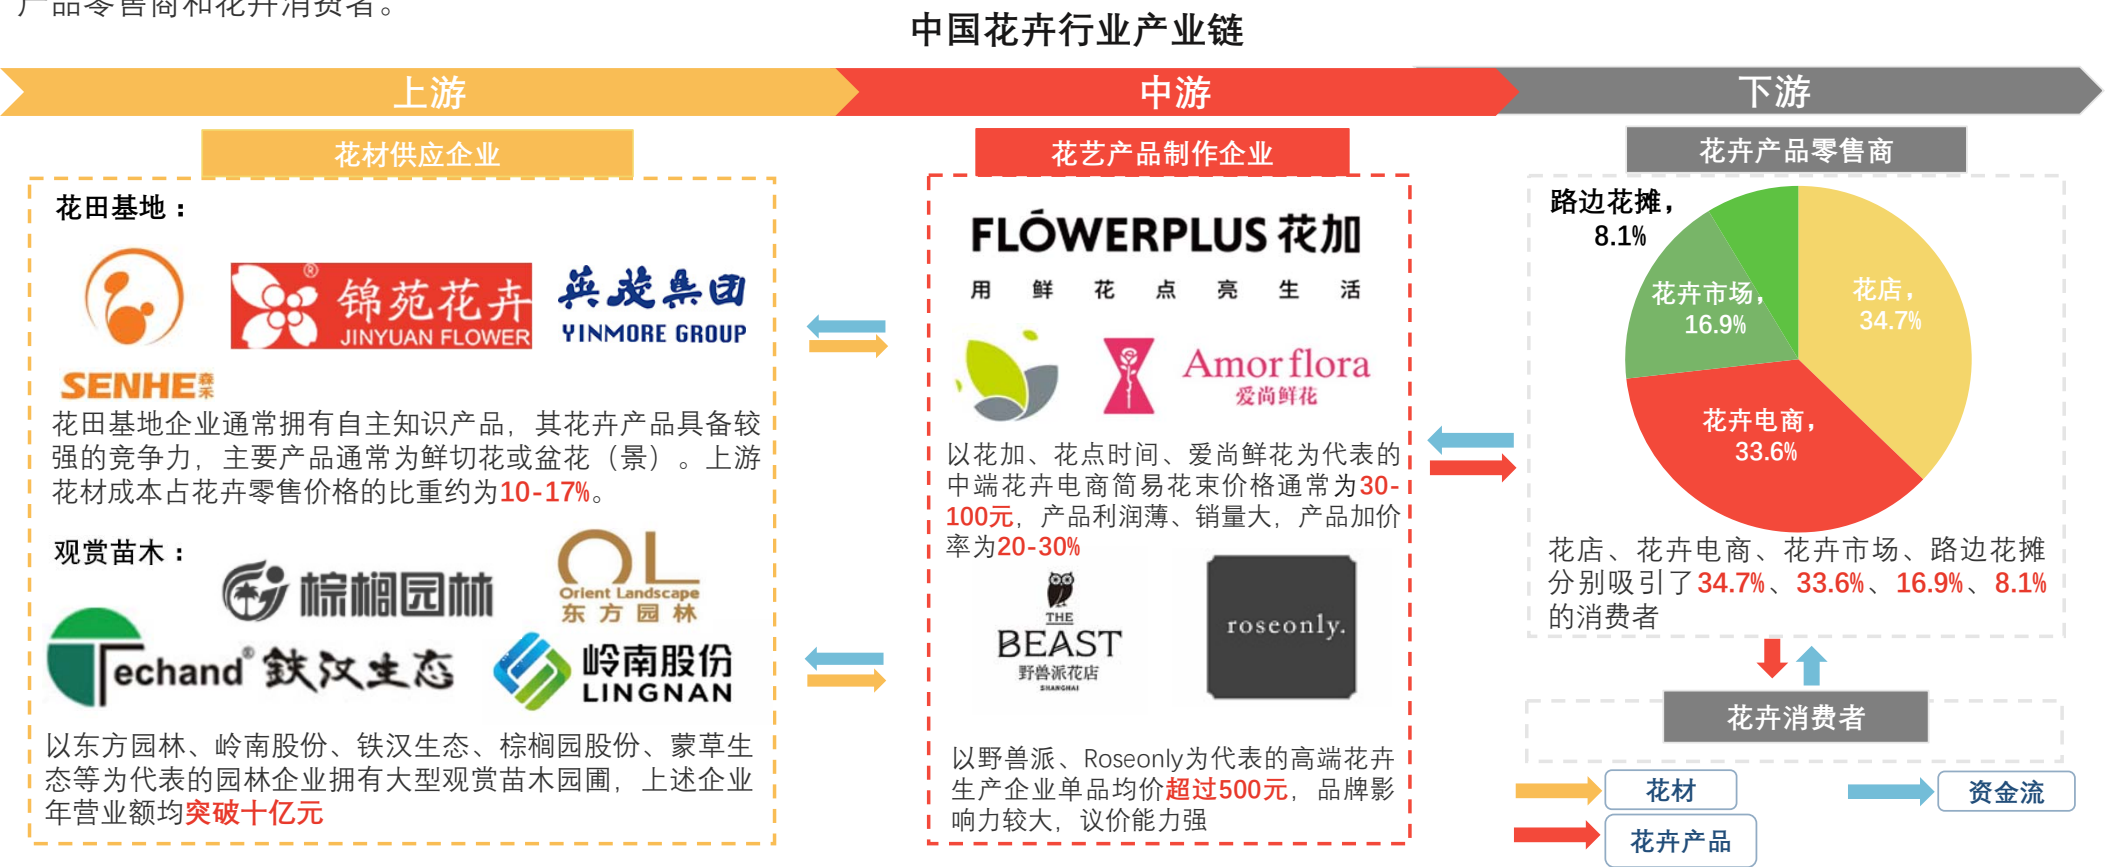 产品零售商和花卉消费者。
中国花卉行业产业链
上游
中游
下游
花材供应企业
花田基地：
锦苑花卉
®
JINYUAN FLOWER
英茂集团
YINMORE GROUP
SENHE森禾
花田基地企业通常拥有自主知识产品，其花卉产品具备较
强的竞争力，主要产品通常为鲜切花或盆花（景）。上游
花材成本占花卉零售价格的比重约为10-17%。
观赏苗木：
棕榈园林
OL
Orient Landscape
东方园林
Techand®铁汉生态
岭南股份
LINGNAN
以东方园林、岭南股份、铁汉生态、棕榈园股份、蒙草生
态等为代表的园林企业拥有大型观赏苗木园圃，上述企业
年营业额均突破十亿元
花艺产品制作企业
FLÓWERPLUS 花加
用 鲜 花 点 亮 生 活
Amor flora
爱尚鲜花
以花加、花点时间、爱尚鲜花为代表的
中端花卉电商简易花束价格通常为30-
100元，产品利润薄、销量大，产品加价
率为20-30%
THE
BEAST
野兽派花店
SHANGHAI
roseonly.
以野兽派、Roseonly为代表的高端花卉
生产企业单品均价超过500元，品牌影
响力较大，议价能力强
花卉产品零售商
路边花摊，
8.1%
花卉市场，
16.9%
花店，
34.7%
花卉电商，
33.6%
花店、花卉电商、花卉市场、路边花摊
分别吸引了34.7%、33.6%、16.9%、8.1%
的消费者
花卉消费者
花材
资金流
花卉产品